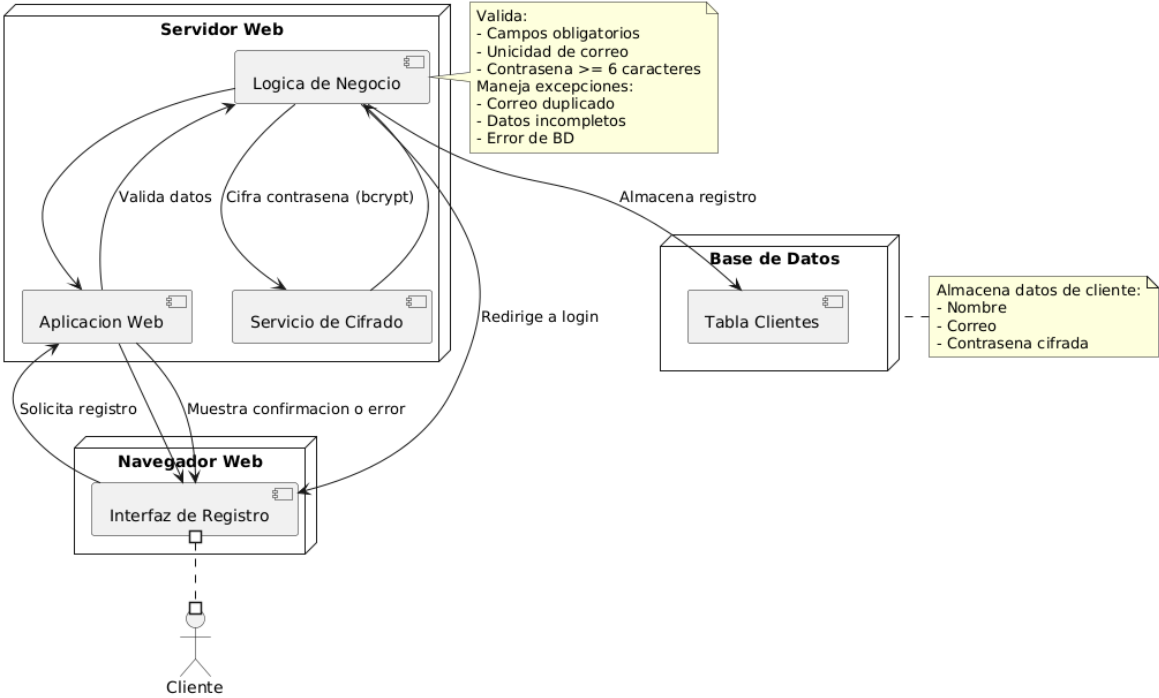 Servidor Web
Logica de Negocio
Valida:
- Campos obligatorios
- Unicidad de correo
- Contrasena >= 6 caracteres
Maneja excepciones:
- Correo duplicado
- Datos incompletos
- Error de BD
Valida datos
Cifra contrasena (bcrypt)
Almacena registro
Aplicacion Web
Servicio de Cifrado
Redirige a login
Base de Datos
Tabla Clientes
Almacena datos de cliente:
- Nombre
- Correo
- Contrasena cifrada
Solicita registro
Muestra confirmacion o error
Navegador Web
Interfaz de Registro
Cliente